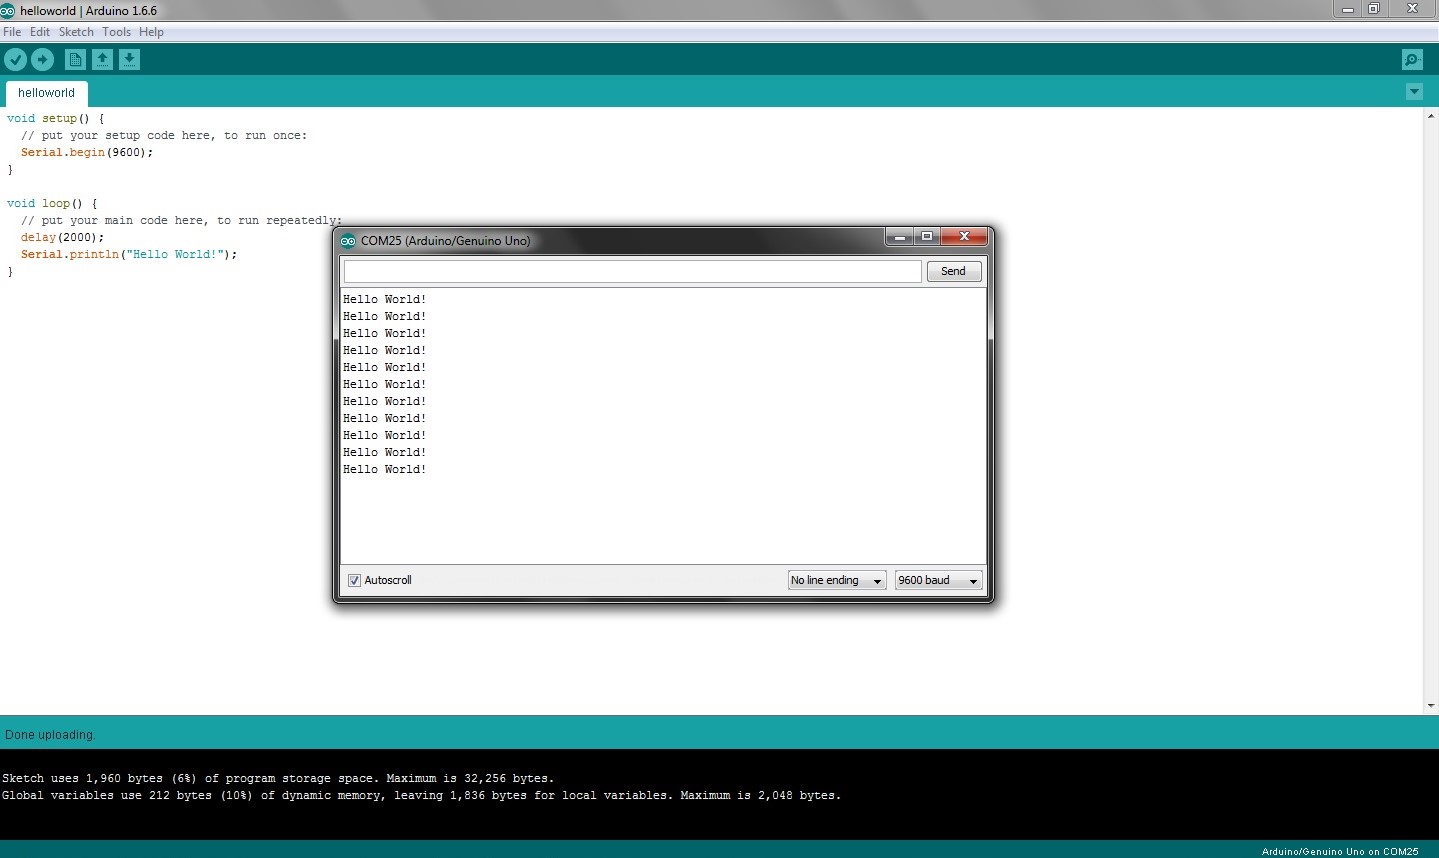 helloworld | Arduino 1.6.6
File Edit Sketch Tools Help
helloworld
void setup() {
  // put your setup code here, to run once:
  Serial.begin(9600);
}
void loop() {
  // put your main code here, to run repeatedly:
  delay(2000);
  Serial.println("Hello World!");
}
COM25 (Arduino/Genuino Uno)
Send
Hello World!
Hello World!
Hello World!
Hello World!
Hello World!
Hello World!
Hello World!
Hello World!
Hello World!
Hello World!
Hello World!
Autoscroll No line ending 9600 baud
Done uploading.
Sketch uses 1,960 bytes (6%) of program storage space. Maximum is 32,256 bytes.
Global variables use 212 bytes (10%) of dynamic memory, leaving 1,836 bytes for local variables. Maximum is 2,048 bytes.
Arduino/Genuino Uno on COM25